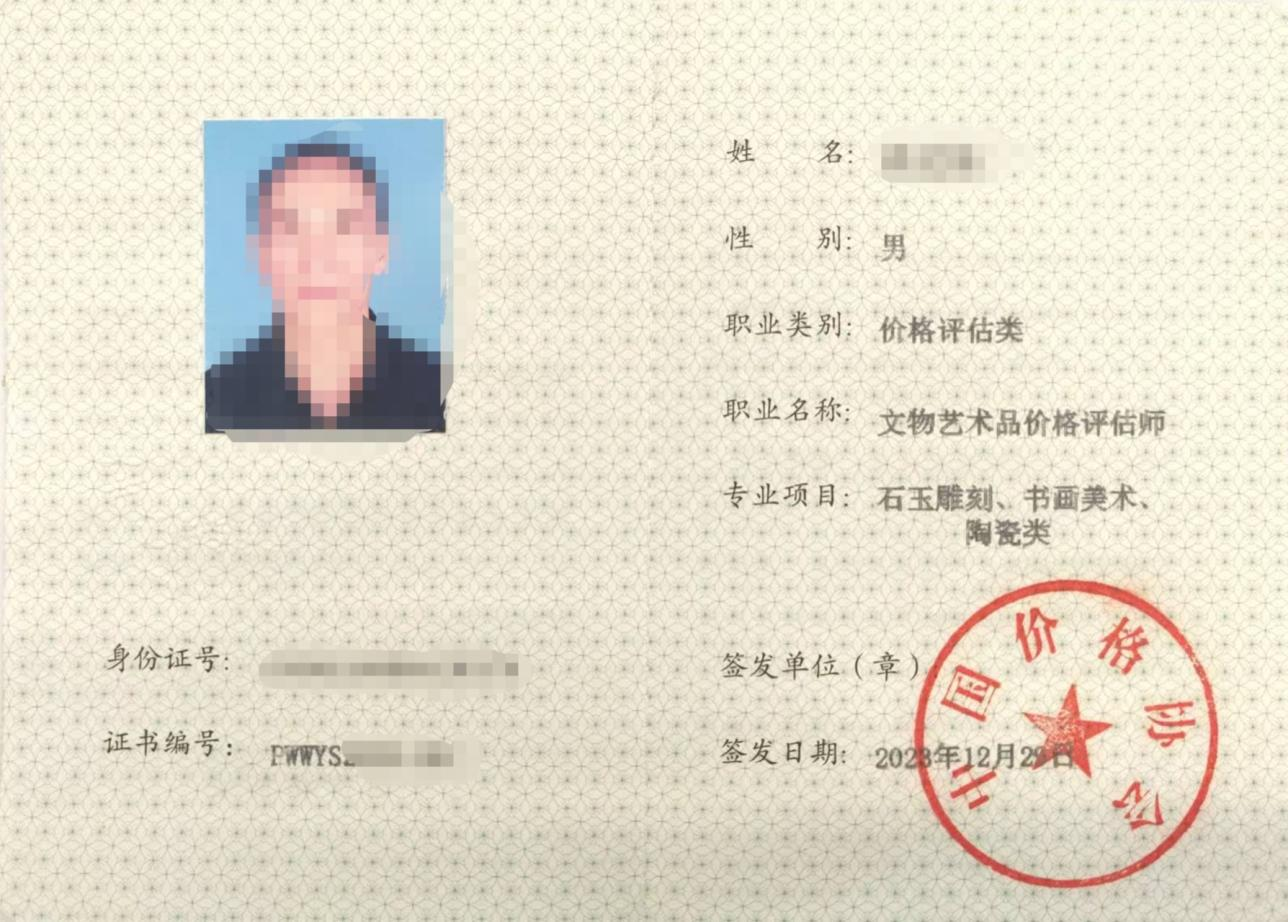 姓名:
性别: 男
职业类别: 价格评估类
职业名称: 文物艺术品价格评估师
专业项目: 石玉雕刻、书画美术、
陶瓷类
身份证号:
证书编号: PWWYS
签发单位(章):
签发日期: 2023年12月29日
中国价格协会